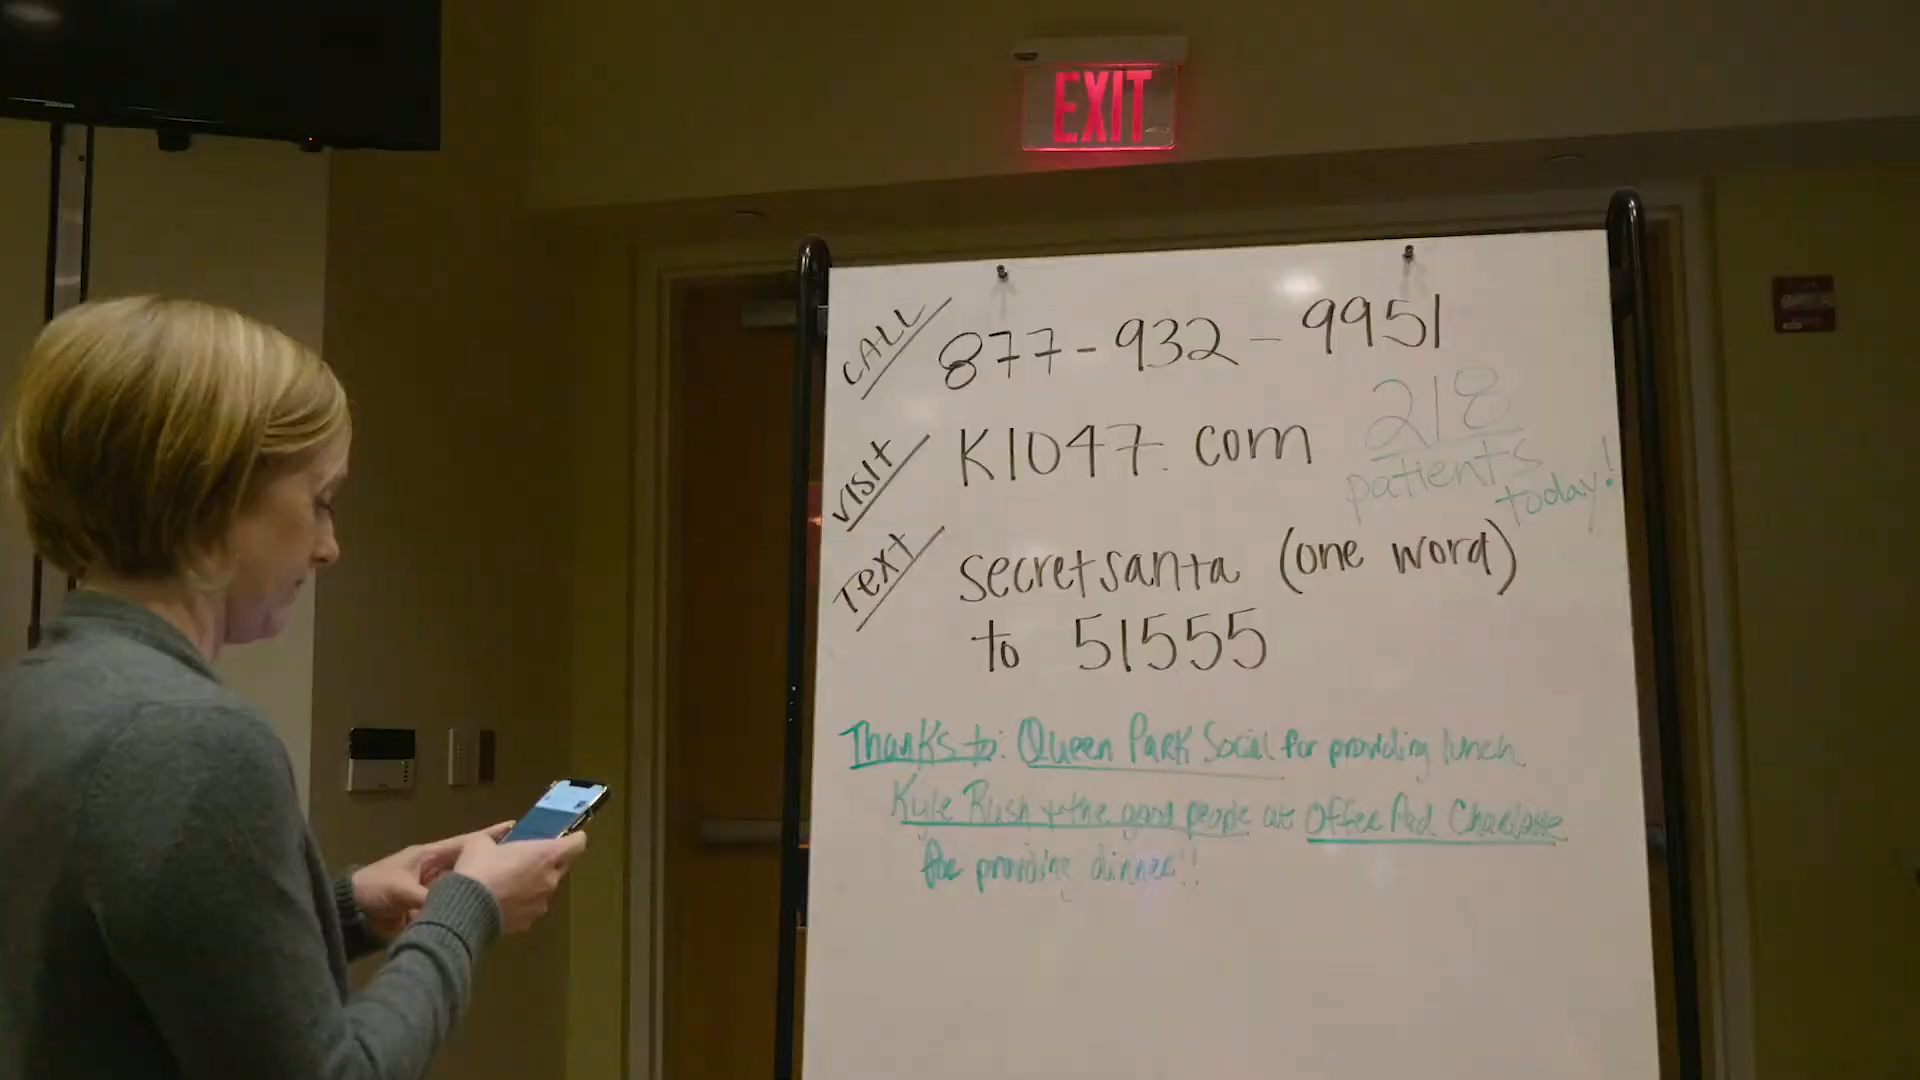 EXIT
CALL 877-932-9951
VISIT K1047.com
218
patients
today!
TEXT secretsanta (one word)
to 51555
Thanks to: Queen Park Social for providing lunch
Kyle Rush + the good people at Offer Pad Charlotte
for providing dinner!!